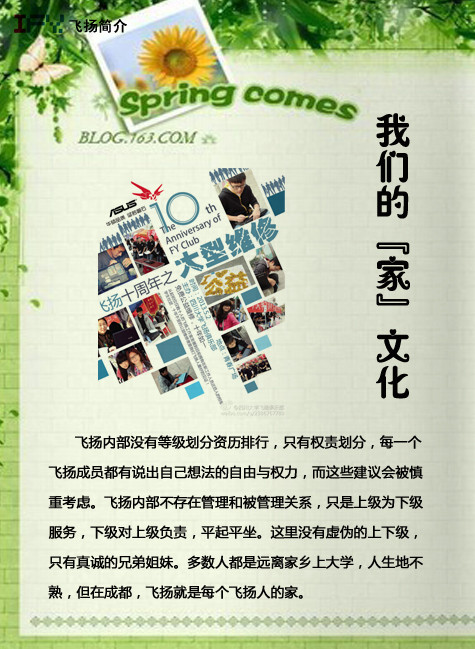 飞扬简介
Spring comes
BLOG.163.COM
我们的『家』文化
ASUS
10th
The
Anniversary of
FY Club
飞扬十周年之
大型维修
公益
飞扬内部没有等级划分资历排行，只有权责划分，每一个
飞扬成员都有说出自己想法的自由与权力，而这些建议会被慎
重考虑。飞扬内部不存在管理和被管理关系，只是上级为下级
服务，下级对上级负责，平起平坐。这里没有虚伪的上下级，
只有真诚的兄弟姐妹。多数人都是远离家乡上大学，人生地不
熟，但在成都，飞扬就是每个飞扬人的家。